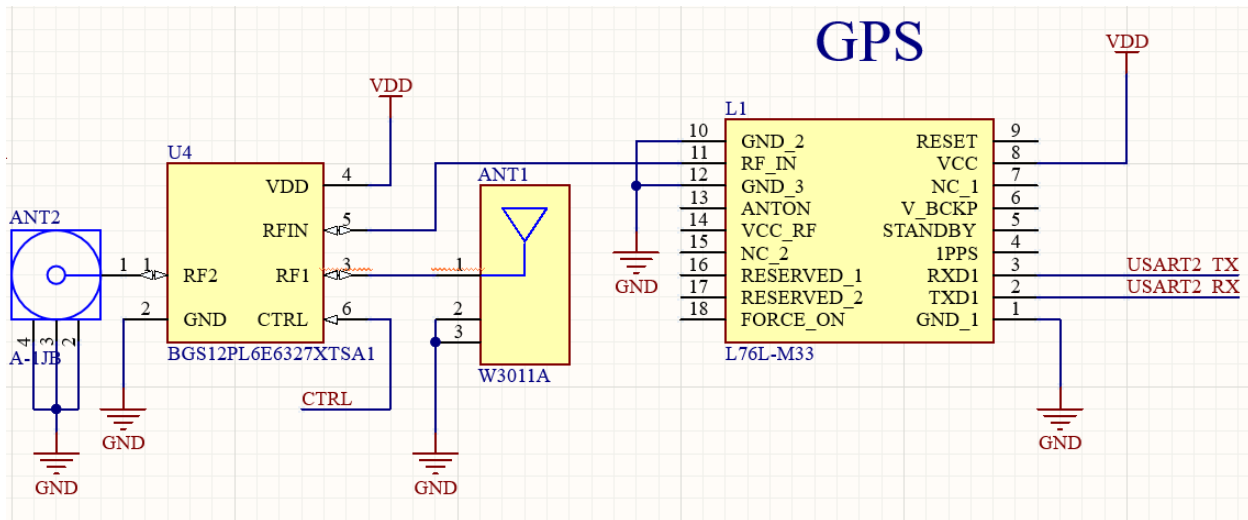 GPS
VDD
VDD
U4
VDD 4
RFIN 5
1 RF2
RF1 3
2 GND
CTRL 6
BGS12PL6E6327XTSA1
CTRL
GND
ANT2
1
4 3 2
A-1JB
GND
ANT1
1
2
3
W3011A
GND
L1
10 GND_2
11 RF_IN
12 GND_3
13 ANTON
14 VCC_RF
15 NC_2
16 RESERVED_1
17 RESERVED_2
18 FORCE_ON
RESET 9
VCC 8
NC_1 7
V_BCKP 6
STANDBY 5
1PPS 4
RXD1 3
TXD1 2
GND_1 1
L76L-M33
GND
USART2_TX
USART2_RX
GND